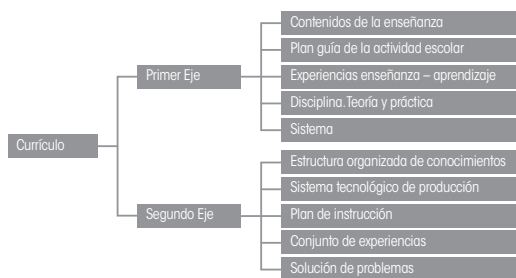 Currículo
Primer Eje
Contenidos de la enseñanza
Plan guía de la actividad escolar
Experiencias enseñanza – aprendizaje
Disciplina. Teoría y práctica
Sistema
Segundo Eje
Estructura organizada de conocimientos
Sistema tecnológico de producción
Plan de instrucción
Conjunto de experiencias
Solución de problemas